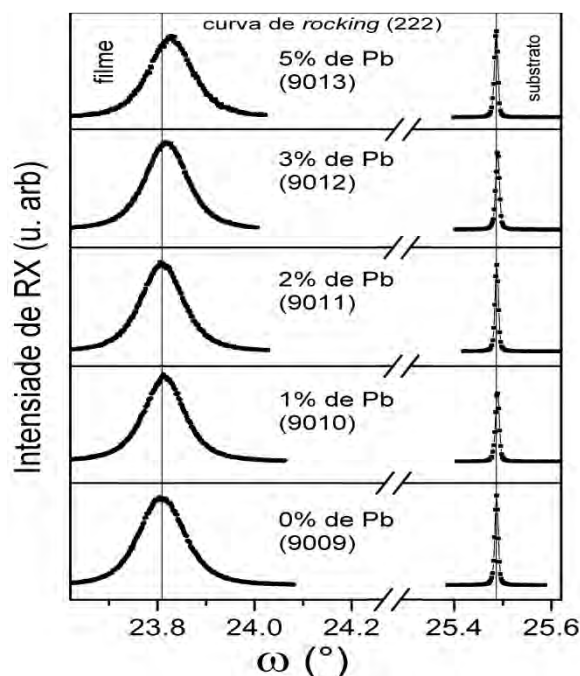 curva de rocking (222)
filme
substrato
5% de Pb
(9013)
3% de Pb
(9012)
2% de Pb
(9011)
1% de Pb
(9010)
0% de Pb
(9009)
Intensiade de RX (u. arb)
23.8 24.0 24.2 25.4 25.6
ω (°)